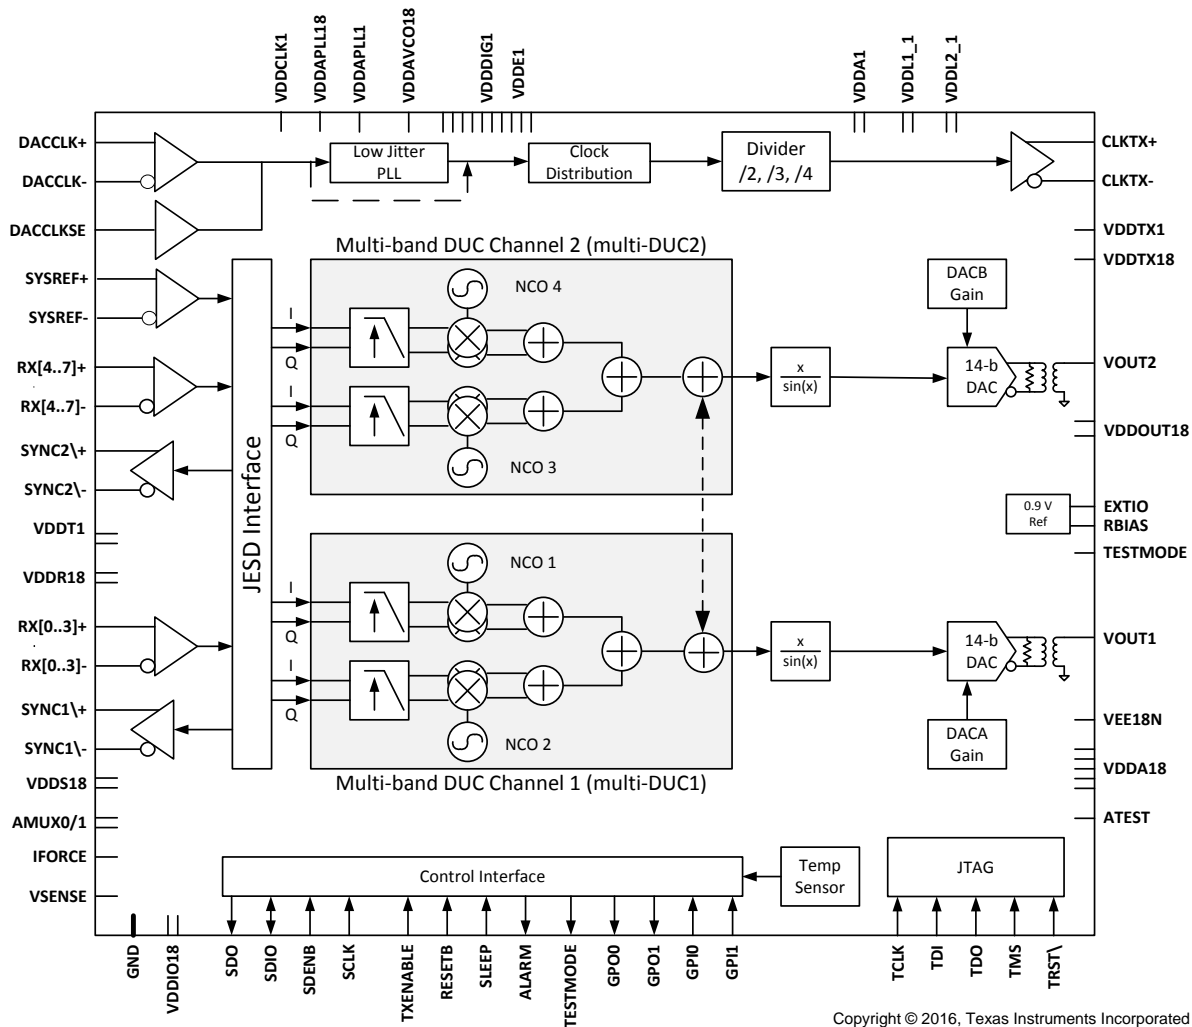 VDDCLK1
VDDAPLL18
VDDAPLL1
VDDAVCO18
VDDDIG1
VDDE1
VDDA1
VDDL1_1
VDDL2_1
DACCLK+
DACCLK-
DACCLKSE
Low Jitter
PLL
Clock
Distribution
Divider
/2, /3, /4
CLKTX+
CLKTX-
VDDTX1
VDDTX18
SYSREF+
SYSREF-
RX[4..7]+
RX[4..7]-
SYNC2\+
SYNC2\-
VDDT1
VDDR18
RX[0..3]+
RX[0..3]-
SYNC1\+
SYNC1\-
VDDS18
AMUX0/1
IFORCE
VSENSE
JESD Interface
Multi-band DUC Channel 2 (multi-DUC2)
NCO 4
I
Q
I
Q
NCO 3
x
sin(x)
DACB
Gain
14-b
DAC
VOUT2
VDDOUT18
0.9 V
Ref
EXTIO
RBIAS
TESTMODE
NCO 1
I
Q
I
Q
NCO 2
Multi-band DUC Channel 1 (multi-DUC1)
x
sin(x)
14-b
DAC
DACA
Gain
VOUT1
VEE18N
VDDA18
ATEST
Control Interface
Temp
Sensor
JTAG
GND
VDDIO18
SDO
SDIO
SDENB
SCLK
TXENABLE
RESETB
SLEEP
ALARM
TESTMODE
GPO0
GPO1
GPI0
GPI1
TCLK
TDI
TDO
TMS
TRST\
Copyright © 2016, Texas Instruments Incorporated